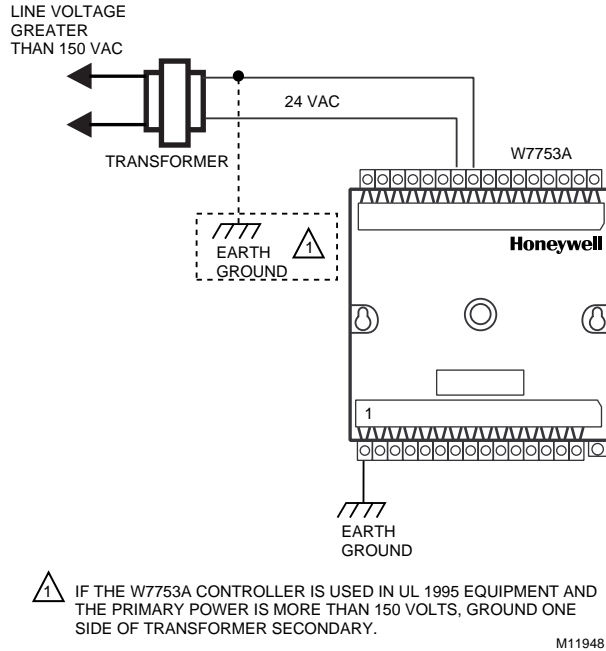 LINE VOLTAGE
GREATER
THAN 150 VAC
24 VAC
TRANSFORMER
W7753A
EARTH
GROUND
1
Honeywell
1
EARTH
GROUND
1
IF THE W7753A CONTROLLER IS USED IN UL 1995 EQUIPMENT AND
THE PRIMARY POWER IS MORE THAN 150 VOLTS, GROUND ONE
SIDE OF TRANSFORMER SECONDARY.
M11948